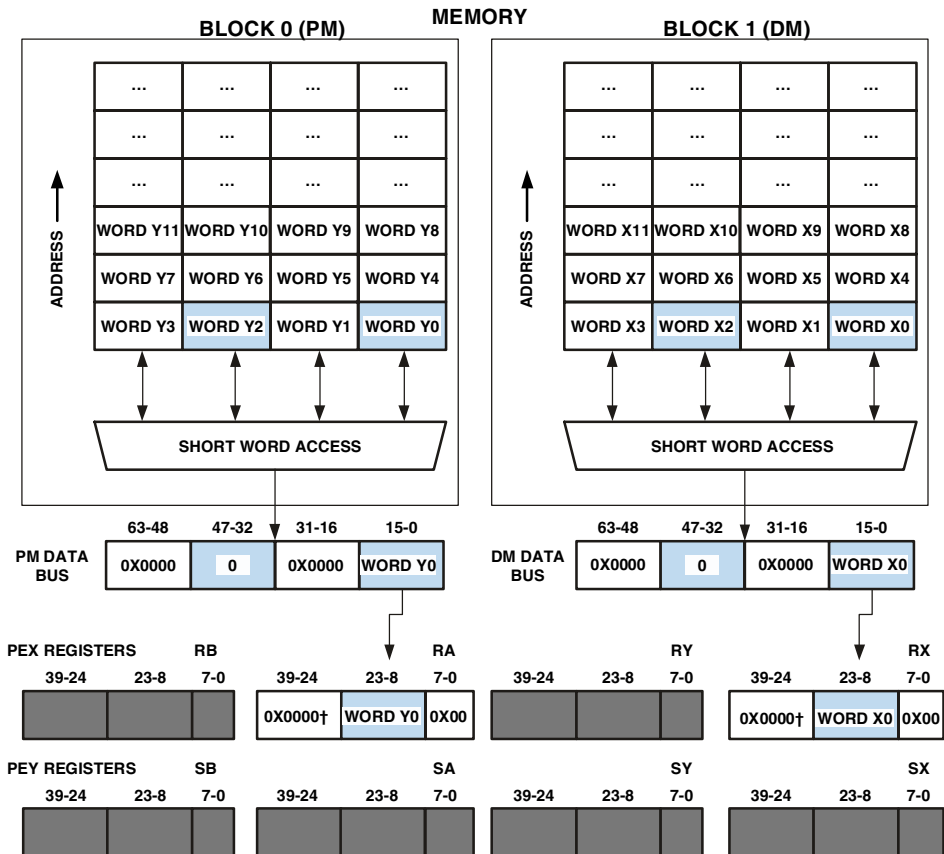 MEMORY
BLOCK 0 (PM) BLOCK 1 (DM)
... ... ... ... ... ... ... ...
... ... ... ... ... ... ... ...
... ... ... ... ... ... ... ...
WORD Y11 WORD Y10 WORD Y9 WORD Y8 WORD X11 WORD X10 WORD X9 WORD X8
ADDRESS ADDRESS
WORD Y7 WORD Y6 WORD Y5 WORD Y4 WORD X7 WORD X6 WORD X5 WORD X4
WORD Y3 WORD Y2 WORD Y1 WORD Y0 WORD X3 WORD X2 WORD X1 WORD X0
SHORT WORD ACCESS SHORT WORD ACCESS
63-48 47-32 31-16 15-0 63-48 47-32 31-16 15-0
PM DATA BUS 0X0000 0 0X0000 WORD Y0 DM DATA BUS 0X0000 0 0X0000 WORD X0
PEX REGISTERS RB RA RY RX
39-24 23-8 7-0 39-24 23-8 7-0 39-24 23-8 7-0 39-24 23-8 7-0
0X0000† WORD Y0 0X00 0X0000† WORD X0 0X00
PEY REGISTERS SB SA SY SX
39-24 23-8 7-0 39-24 23-8 7-0 39-24 23-8 7-0 39-24 23-8 7-0